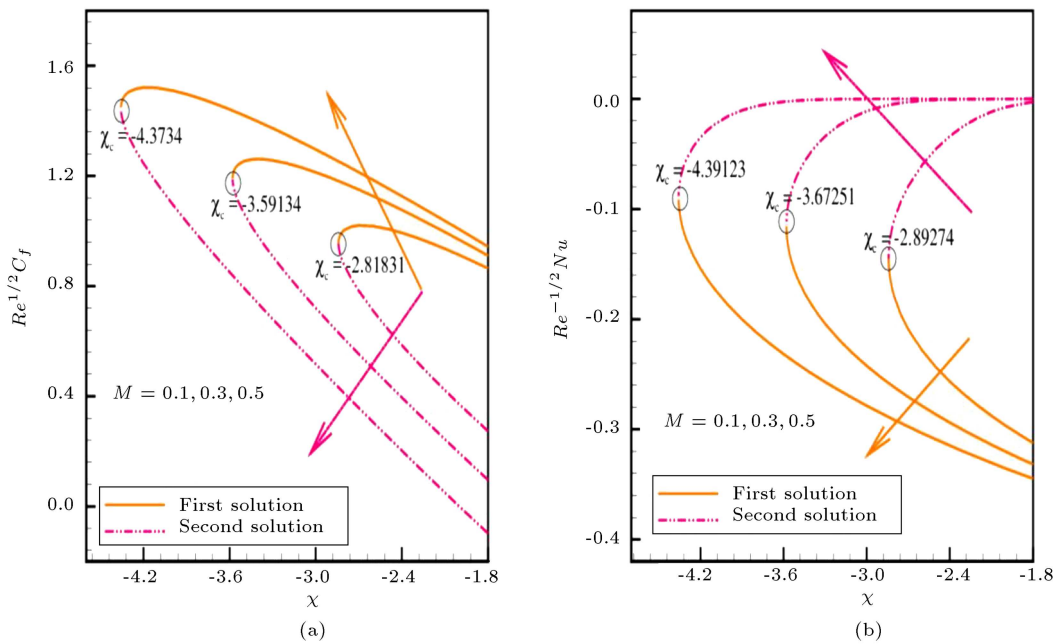 1.6
1.2
0.8
0.4
0.0
Re^{1/2}C_f
χ_c = -4.3734
χ_c = -3.59134
χ_c = -2.81831
M = 0.1, 0.3, 0.5
First solution
Second solution
-4.2 -3.6 -3.0 -2.4 -1.8
χ
(a)
0.0
-0.1
-0.2
-0.3
-0.4
Re^{-1/2}Nu
χ_c = -4.39123
χ_c = -3.67251
χ_c = -2.89274
M = 0.1, 0.3, 0.5
First solution
Second solution
-4.2 -3.6 -3.0 -2.4 -1.8
χ
(b)